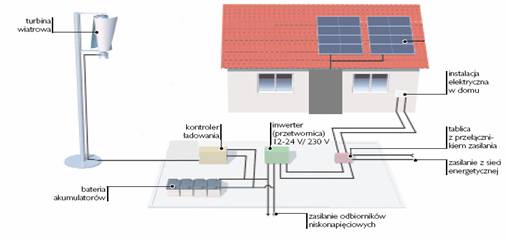 turbina
wiatrowa
instalacja
elektryczna
w domu
kontroler
ładowania
inwerter
(przetwornica)
12-24 V/ 230 V
tablica
z przełączni-
kiem zasilania
zasilanie z sieci
energetycznej
bateria
akumulatorów
zasilanie odbiorników
niskonapięciowych